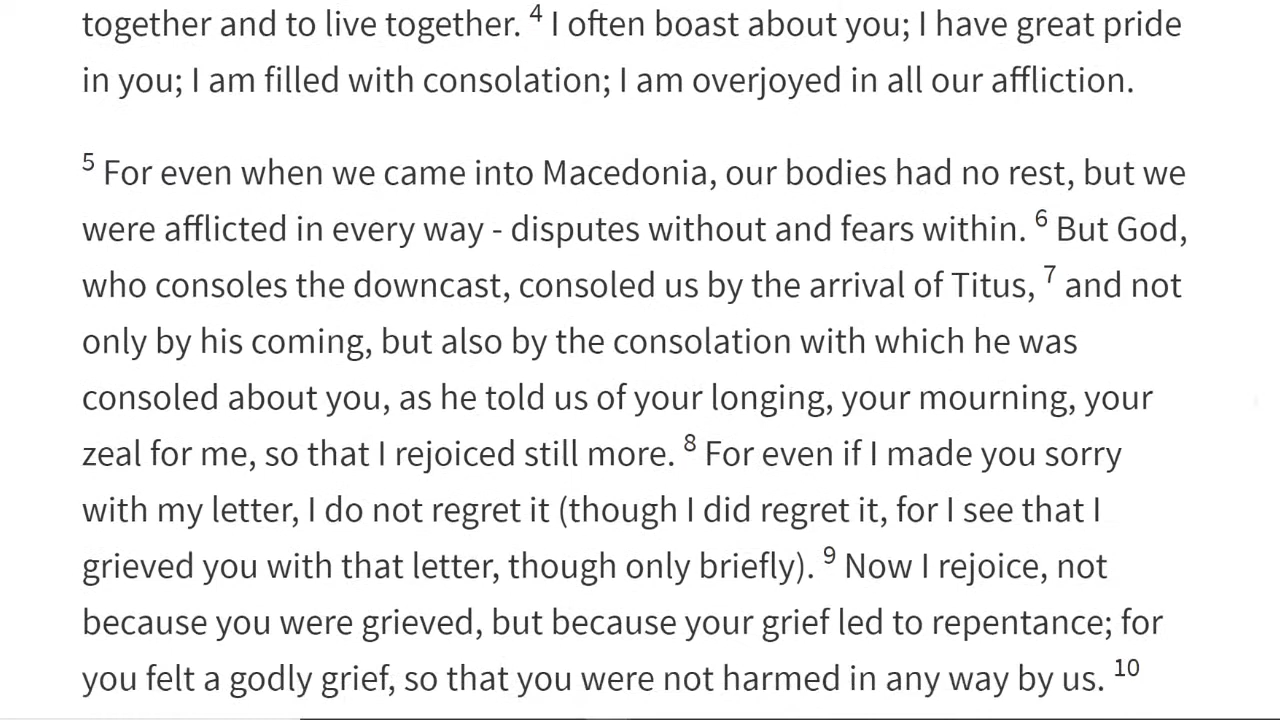 together and to live together. 4 I often boast about you; I have great pride
in you; I am filled with consolation; I am overjoyed in all our affliction.
5 For even when we came into Macedonia, our bodies had no rest, but we
were afflicted in every way - disputes without and fears within. 6 But God,
who consoles the downcast, consoled us by the arrival of Titus, 7 and not
only by his coming, but also by the consolation with which he was
consoled about you, as he told us of your longing, your mourning, your
zeal for me, so that I rejoiced still more. 8 For even if I made you sorry
with my letter, I do not regret it (though I did regret it, for I see that I
grieved you with that letter, though only briefly). 9 Now I rejoice, not
because you were grieved, but because your grief led to repentance; for
you felt a godly grief, so that you were not harmed in any way by us. 10